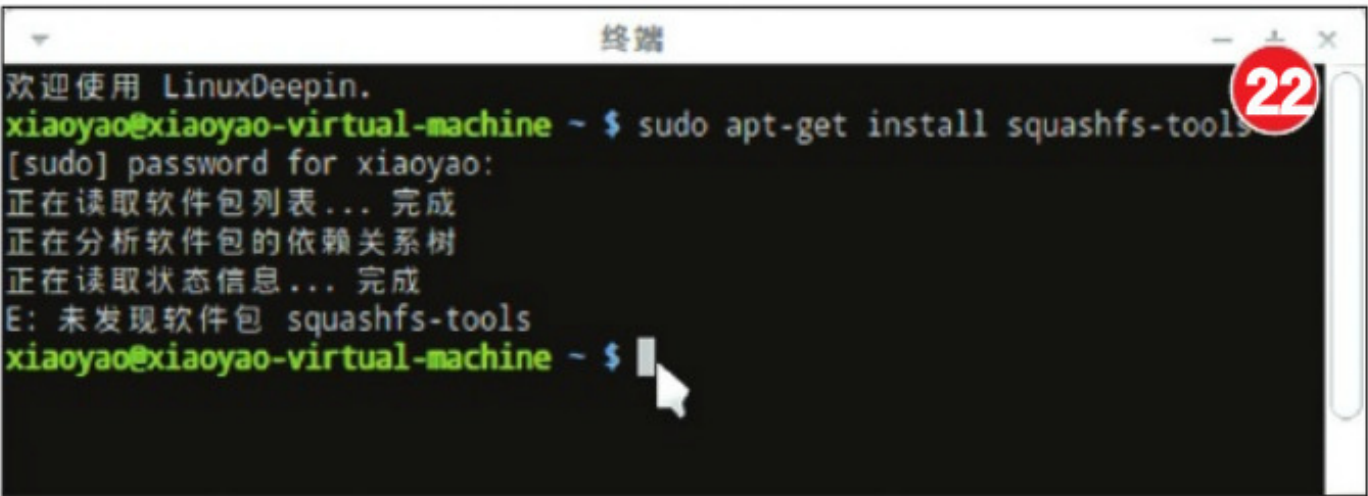 终端
22
欢迎使用 LinuxDeepin.
xiaoyao@xiaoyao-virtual-machine ~ $ sudo apt-get install squashfs-tools
[sudo] password for xiaoyao:
正在读取软件包列表... 完成
正在分析软件包的依赖关系树
正在读取状态信息... 完成
E: 未发现软件包 squashfs-tools
xiaoyao@xiaoyao-virtual-machine ~ $